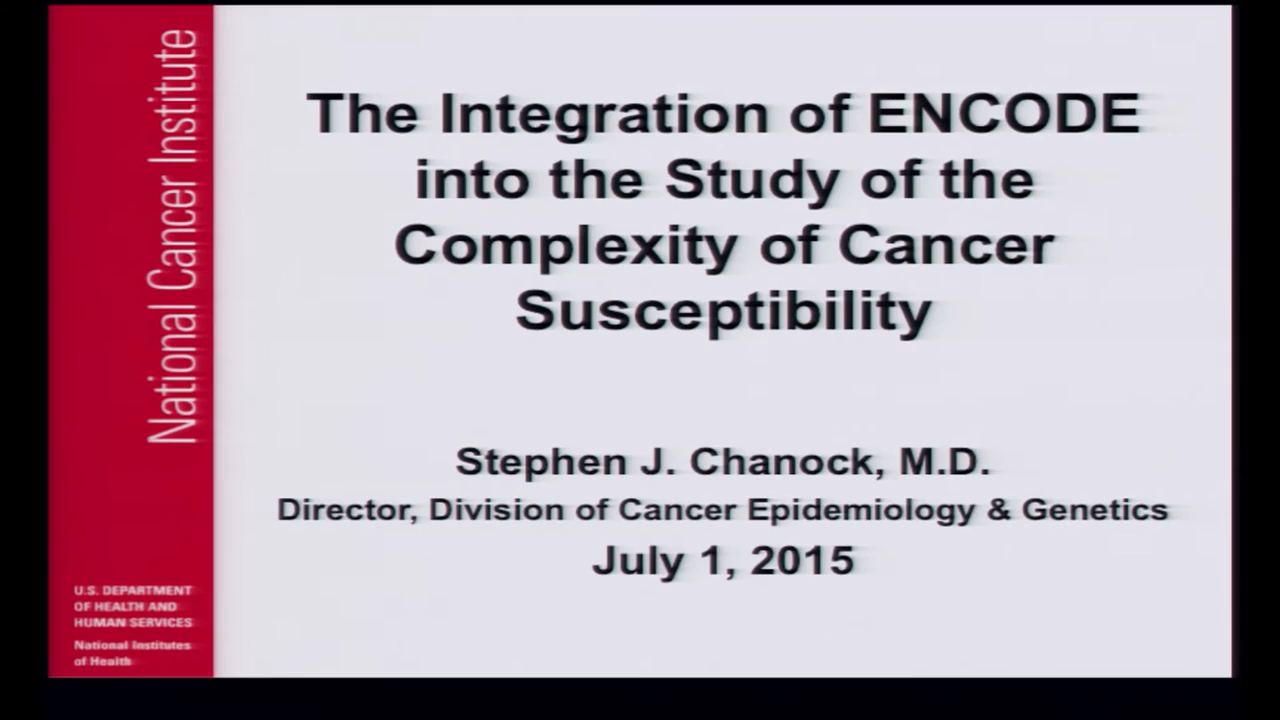 National Cancer Institute
The Integration of ENCODE
into the Study of the
Complexity of Cancer
Susceptibility
Stephen J. Chanock, M.D.
Director, Division of Cancer Epidemiology & Genetics
July 1, 2015
U.S. DEPARTMENT
OF HEALTH AND
HUMAN SERVICES
National Institutes
of Health